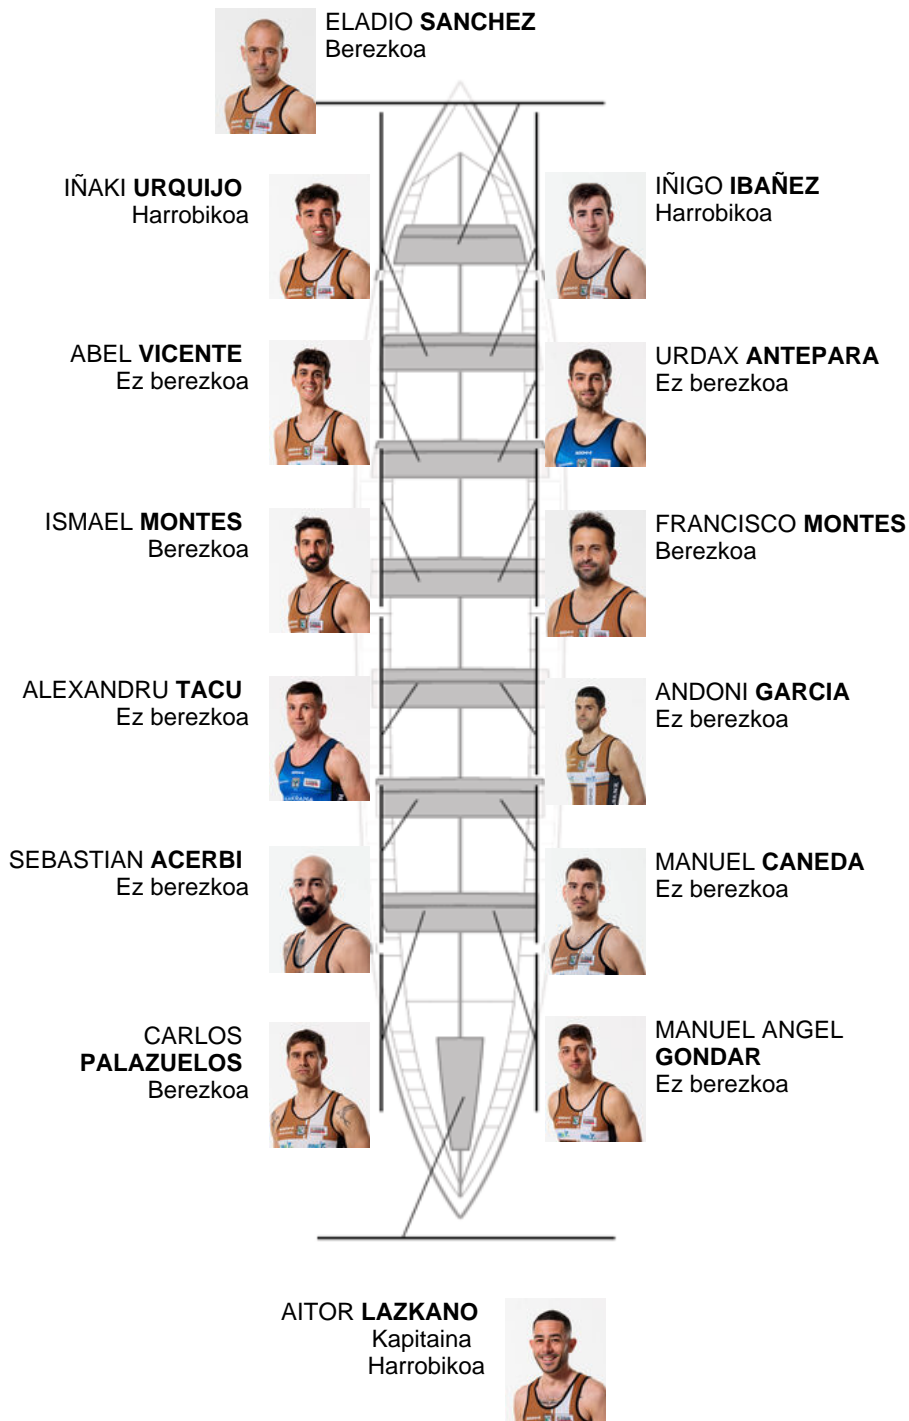 ELADIO SANCHEZ
Berezkoa
IÑAKI URQUIJO
Harrobikoa
IÑIGO IBAÑEZ
Harrobikoa
ABEL VICENTE
Ez berezkoa
URDAX ANTEPARA
Ez berezkoa
ISMAEL MONTES
Berezkoa
FRANCISCO MONTES
Berezkoa
ALEXANDRU TACU
Ez berezkoa
ANDONI GARCIA
Ez berezkoa
SEBASTIAN ACERBI
Ez berezkoa
MANUEL CANEDA
Ez berezkoa
CARLOS
PALAZUELOS
Berezkoa
MANUEL ANGEL
GONDAR
Ez berezkoa
AITOR LAZKANO
Kapitaina
Harrobikoa